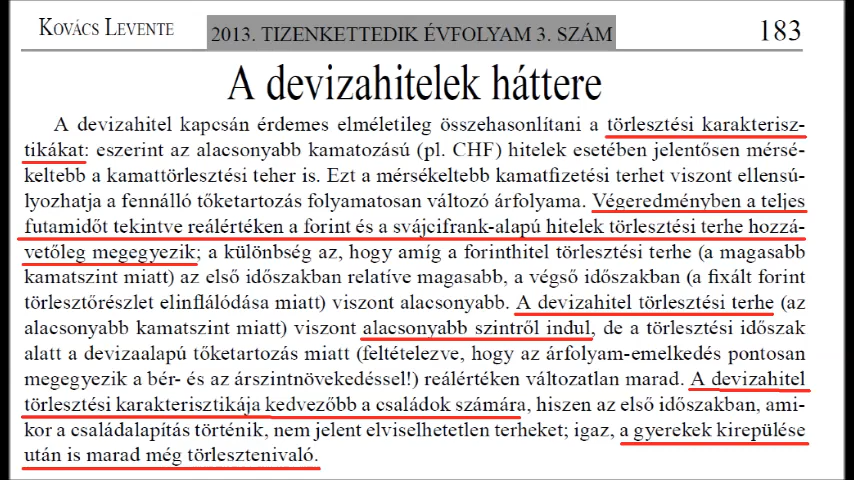 KOVÁCS LEVENTE 2013. TIZENKETTEDIK ÉVFOLYAM 3. SZÁM 183
A devizahitelek háttere
A devizahitel kapcsán érdemes elméletileg összehasonlítani a törlesztési karakterisz-
tikákat: eszerint az alacsonyabb kamatozású (pl. CHF) hitelek esetében jelentősen mérsé-
keltebb a kamattörlesztési teher is. Ezt a mérsékeltebb kamatfizetési terhet viszont ellensú-
lyozhatja a fennálló tőketartozás folyamatosan változó árfolyama. Végeredményben a teljes
futamidőt tekintve reálértéken a forint és a svájcifrank-alapú hitelek törlesztési terhe hozzá-
vetőleg megegyezik; a különbség az, hogy amíg a forinthitel törlesztési terhe (a magasabb
kamatszint miatt) az első időszakban relatíve magasabb, a végső időszakban (a fixált forint
törlesztőrészlet elinflálódása miatt) viszont alacsonyabb. A devizahitel törlesztési terhe (az
alacsonyabb kamatszint miatt) viszont alacsonyabb szintről indul, de a törlesztési időszak
alatt a devizaalapú tőketartozás miatt (feltételezve, hogy az árfolyam-emelkedés pontosan
megegyezik a bér- és az árszintnövekedéssel!) reálértéken változatlan marad. A devizahitel
törlesztési karakterisztikája kedvezőbb a családok számára, hiszen az első időszakban, ami-
kor a családalapítás történik, nem jelent elviselhetetlen terheket; igaz, a gyerekek kirepülése
után is marad még törlesztenivaló.